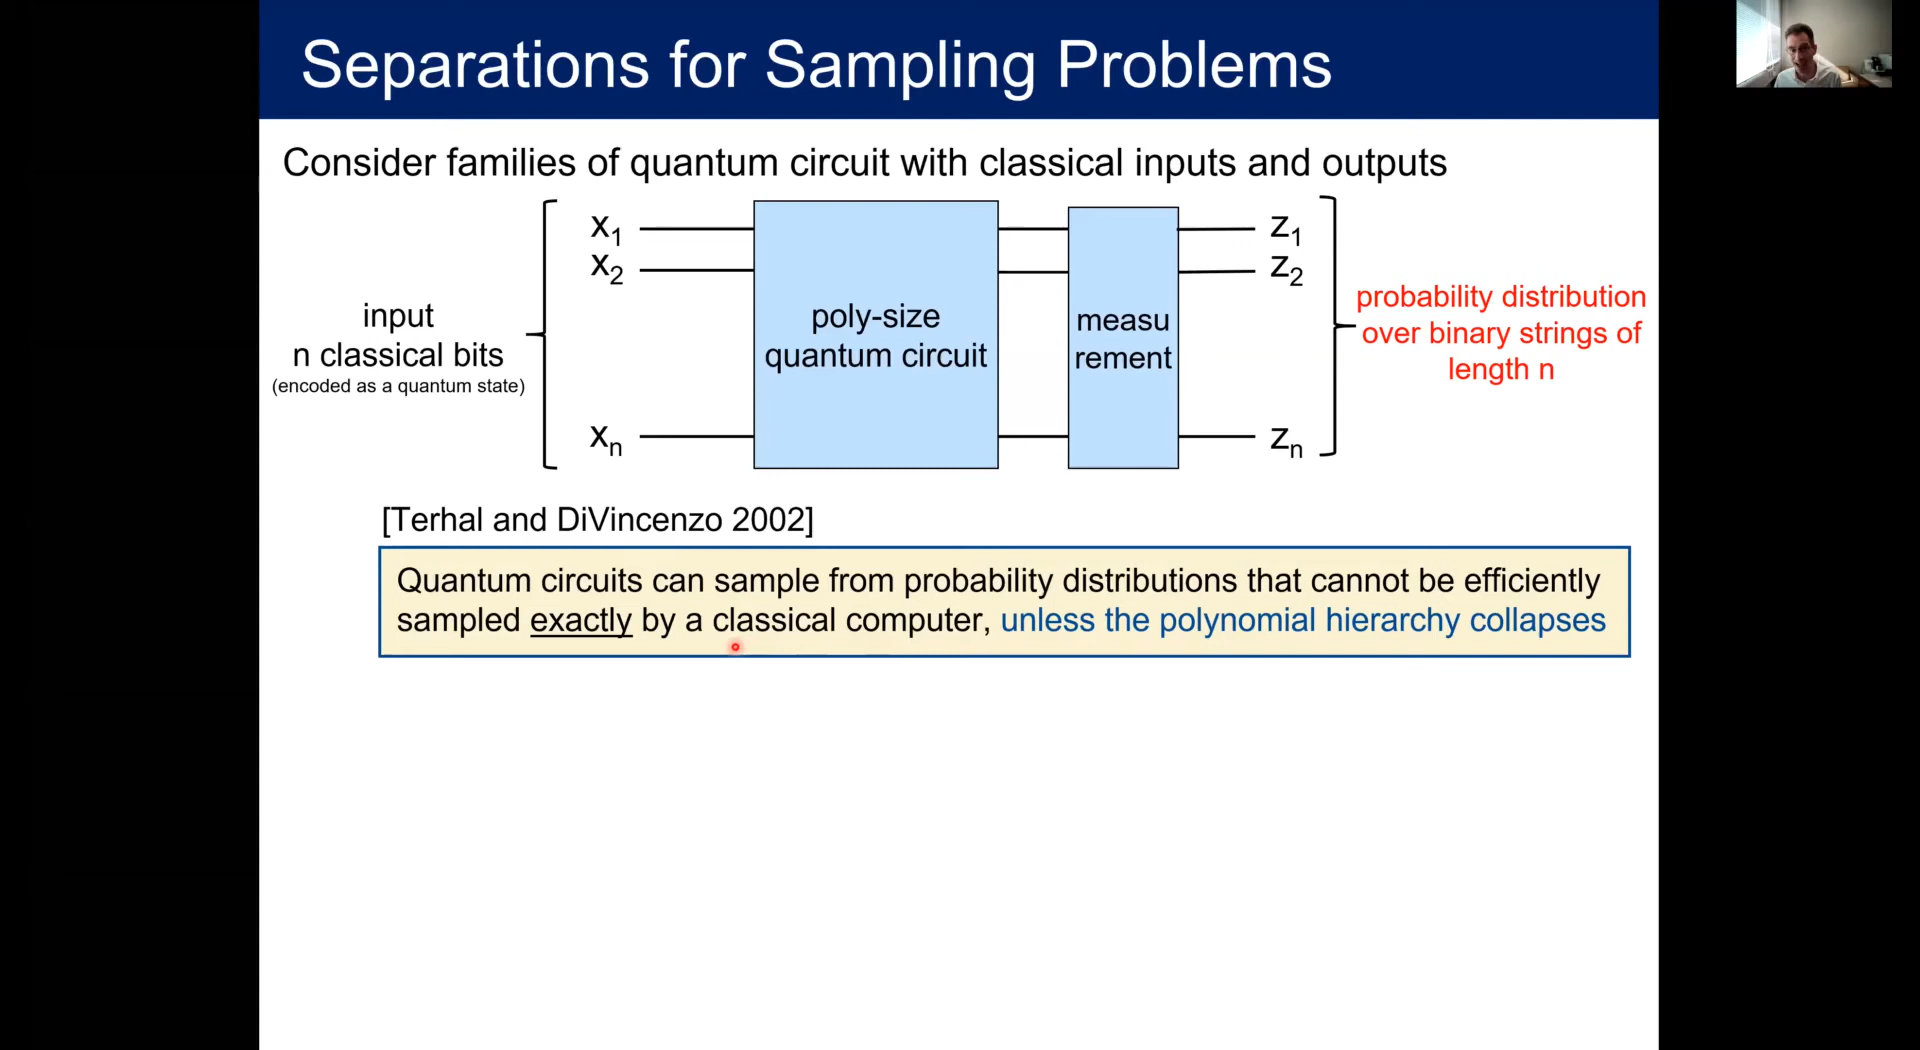 Separations for Sampling Problems
Consider families of quantum circuit with classical inputs and outputs
x₁
x₂
xₙ
input
n classical bits
(encoded as a quantum state)
poly-size
quantum circuit
measu
rement
z₁
z₂
zₙ
probability distribution
over binary strings of
length n
[Terhal and DiVincenzo 2002]
Quantum circuits can sample from probability distributions that cannot be efficiently
sampled exactly by a classical computer, unless the polynomial hierarchy collapses